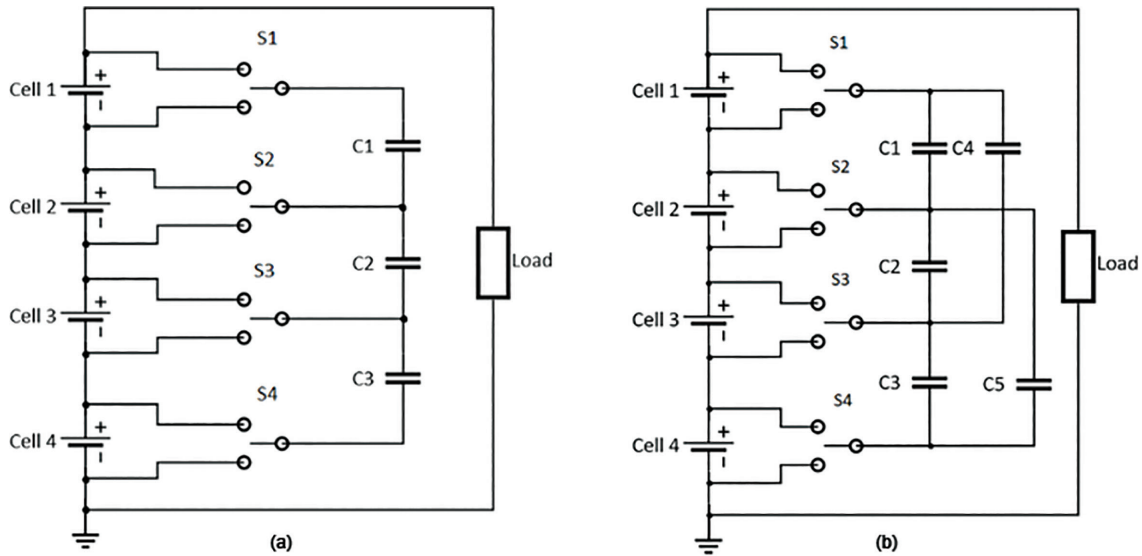 S1
+
Cell 1
C1
S2
+
Cell 2
C2
Load
S3
+
Cell 3
C3
S4
+
Cell 4
(a)
S1
+
Cell 1
C1
C4
S2
+
Cell 2
C2
Load
S3
+
Cell 3
C3
C5
S4
+
Cell 4
(b)